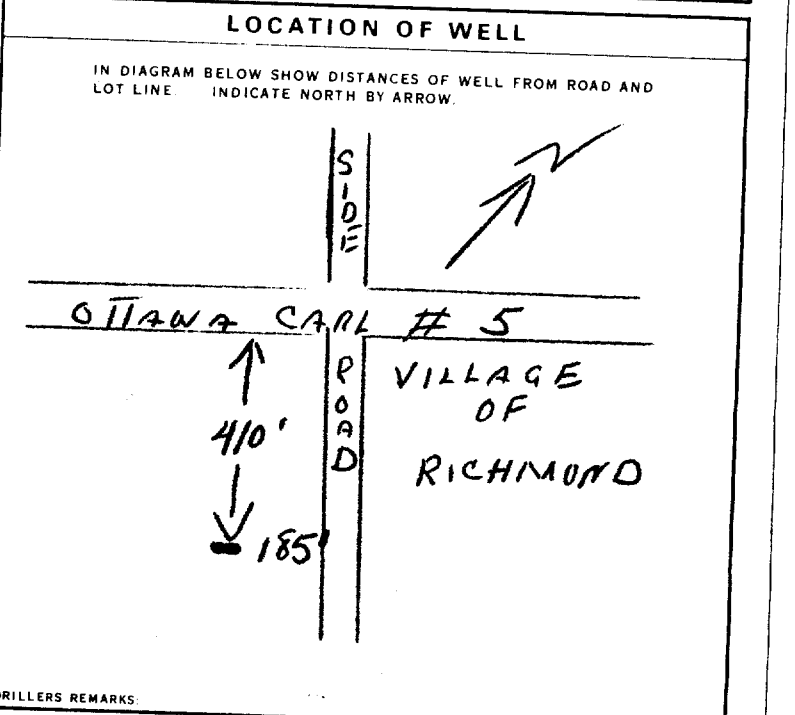 LOCATION OF WELL
IN DIAGRAM BELOW SHOW DISTANCES OF WELL FROM ROAD AND
LOT LINE. INDICATE NORTH BY ARROW.
N
SIDE
OTTAWA CARL # 5
ROAD
VILLAGE
OF
RICHMOND
410'
185'
RILLERS REMARKS: